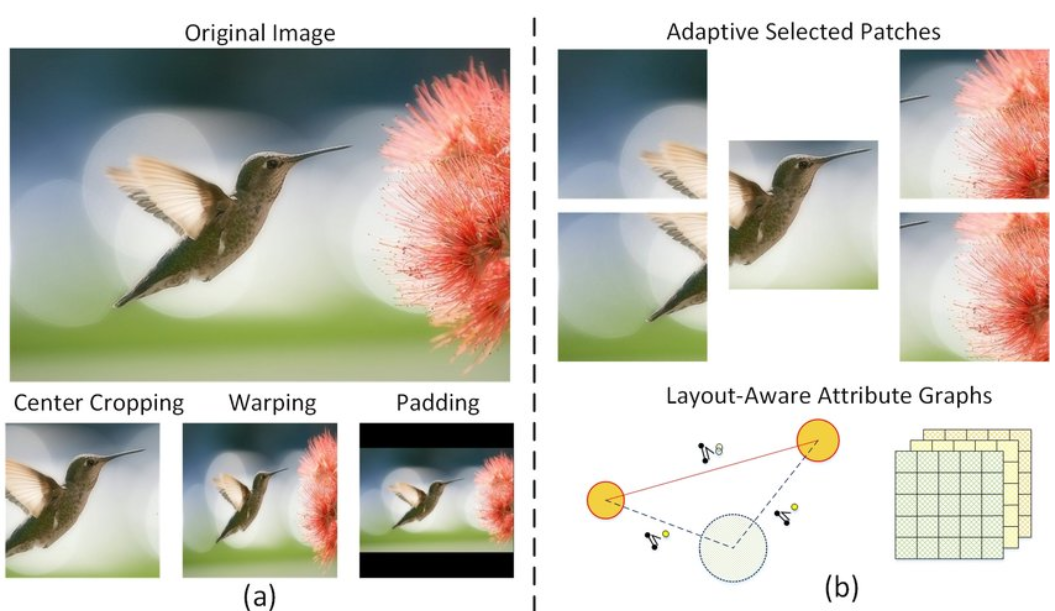 Original Image
Center Cropping
Warping
Padding
(a)
Adaptive Selected Patches
Layout-Aware Attribute Graphs
(b)